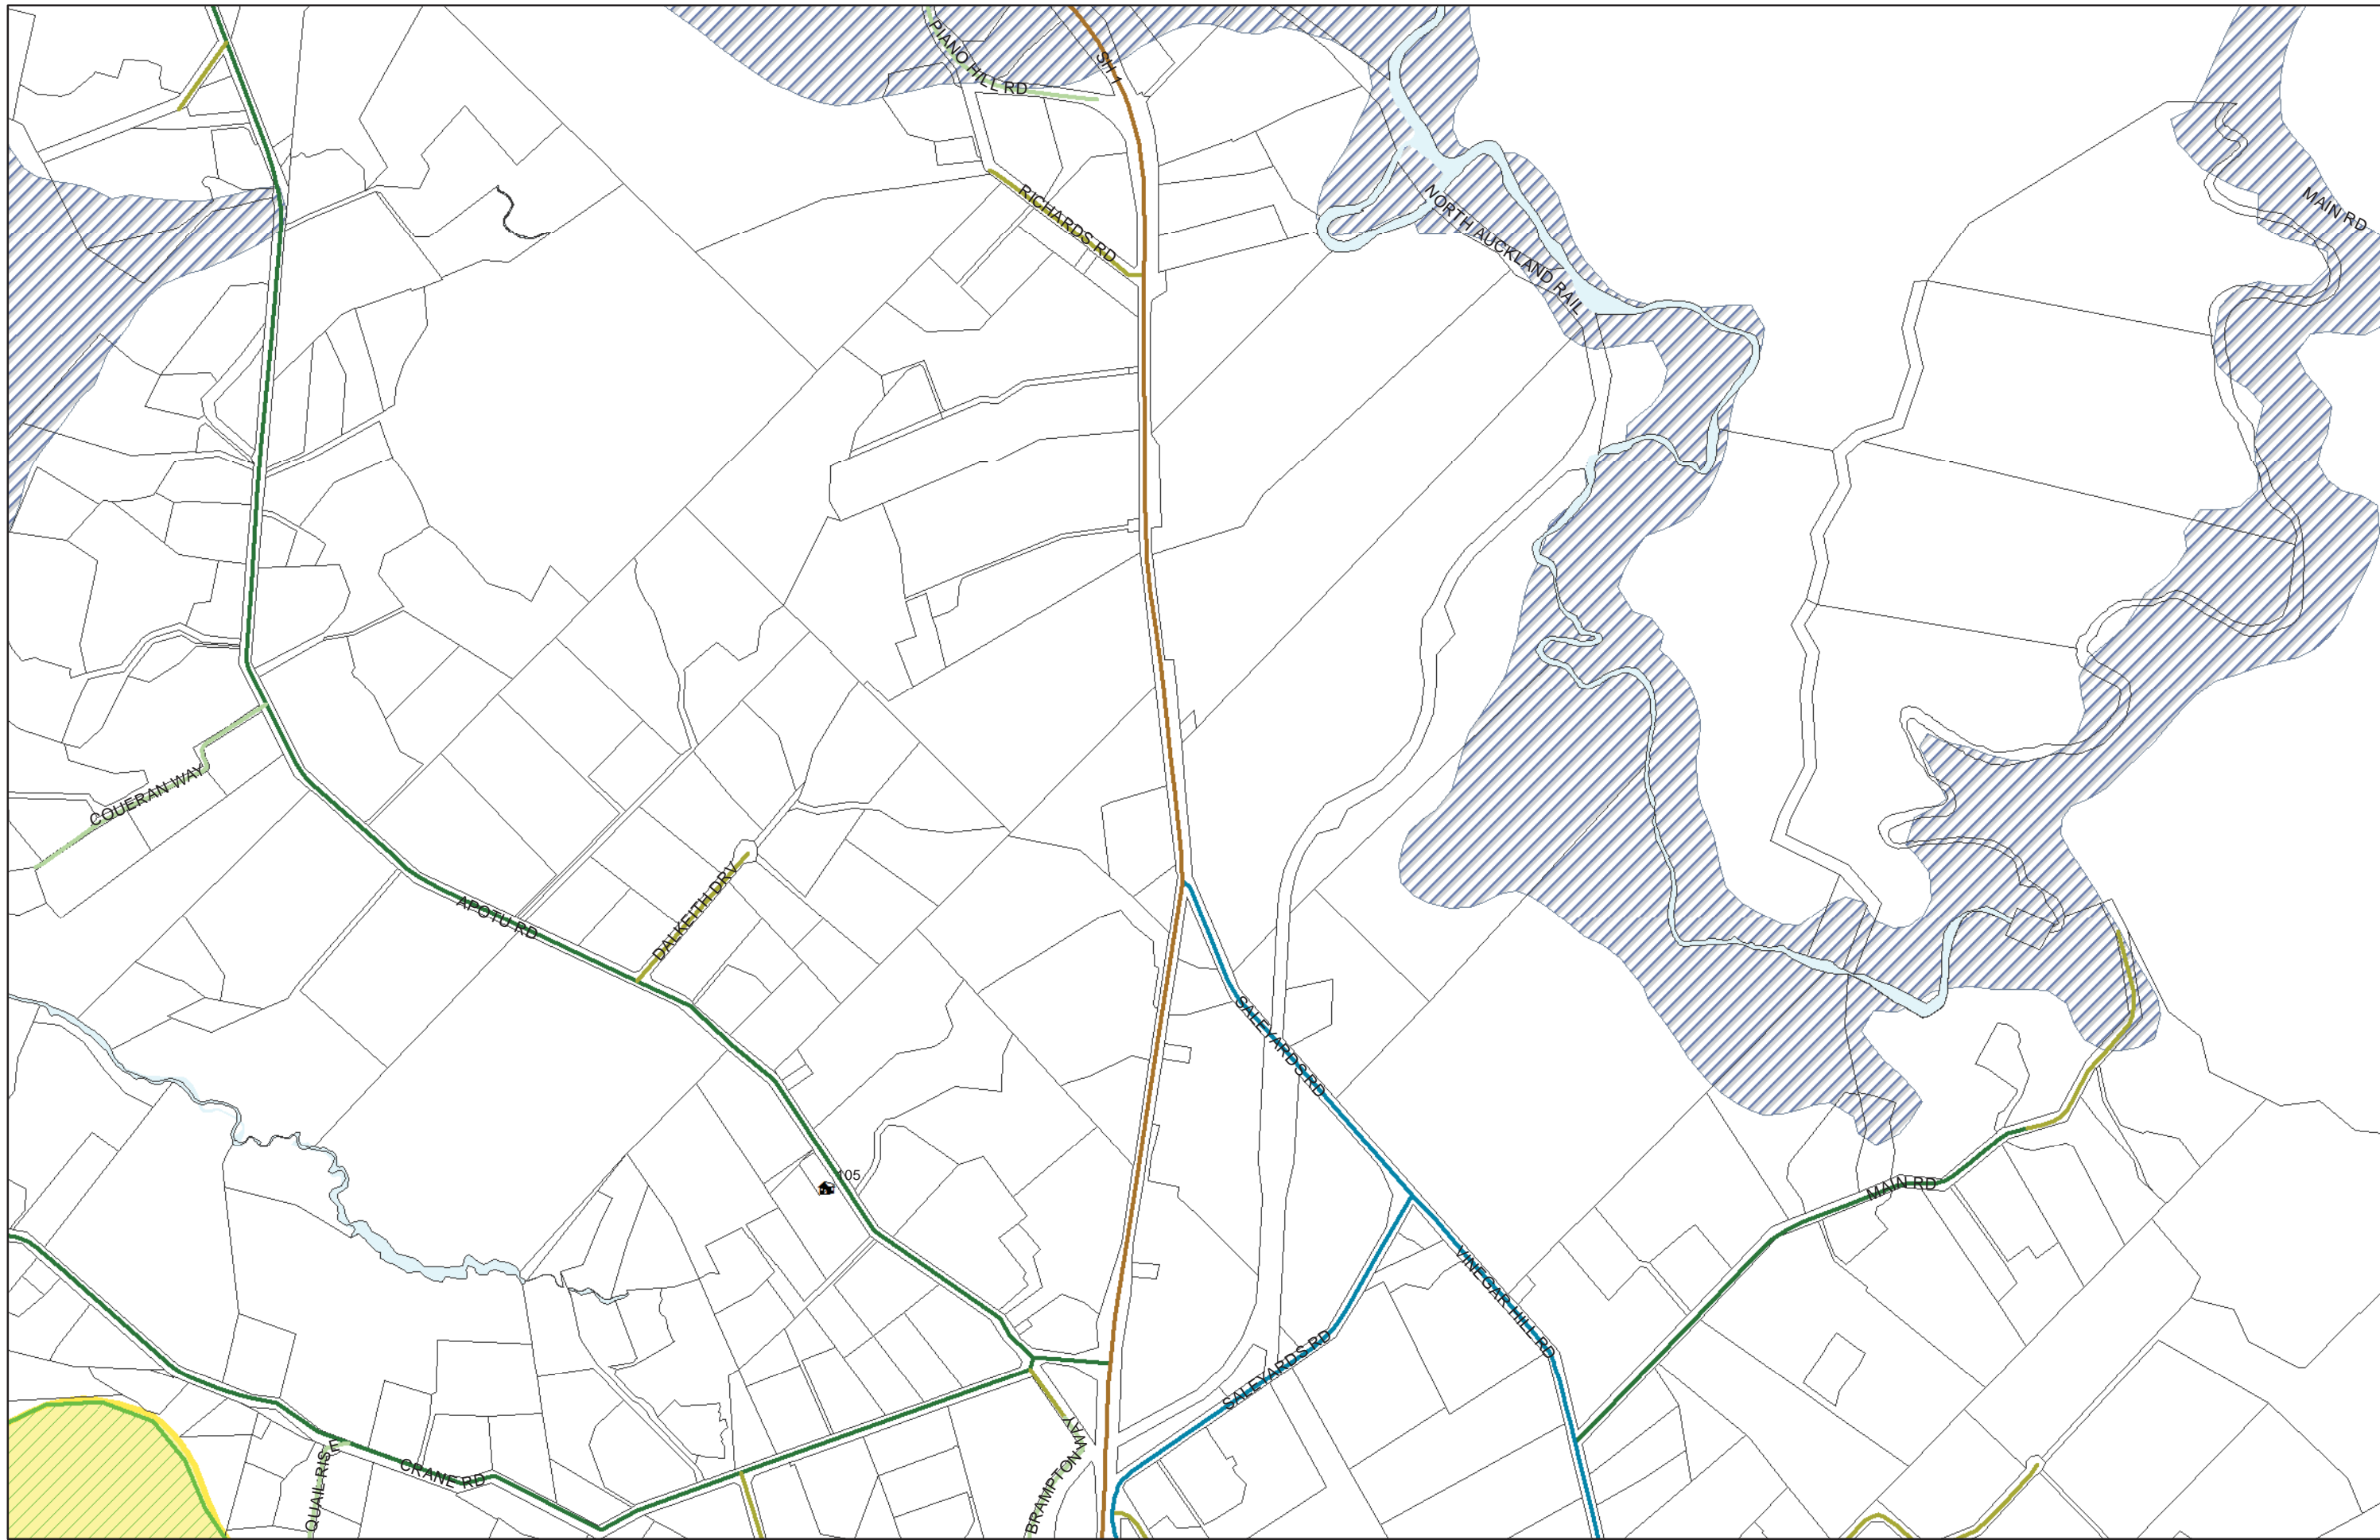 PIANO HILL RD
SH 1
RICHARDS RD
NORTH AUCKLAND RAIL
MAIN RD
COUERAN WAY
APOTU RD
DALKEITH DRV
SALEYARDS RD
105
MAIN RD
VINEGAR HILL RD
SALEYARDS RD
QUAIL RISE
CRANE RD
BRAMPTON WAY